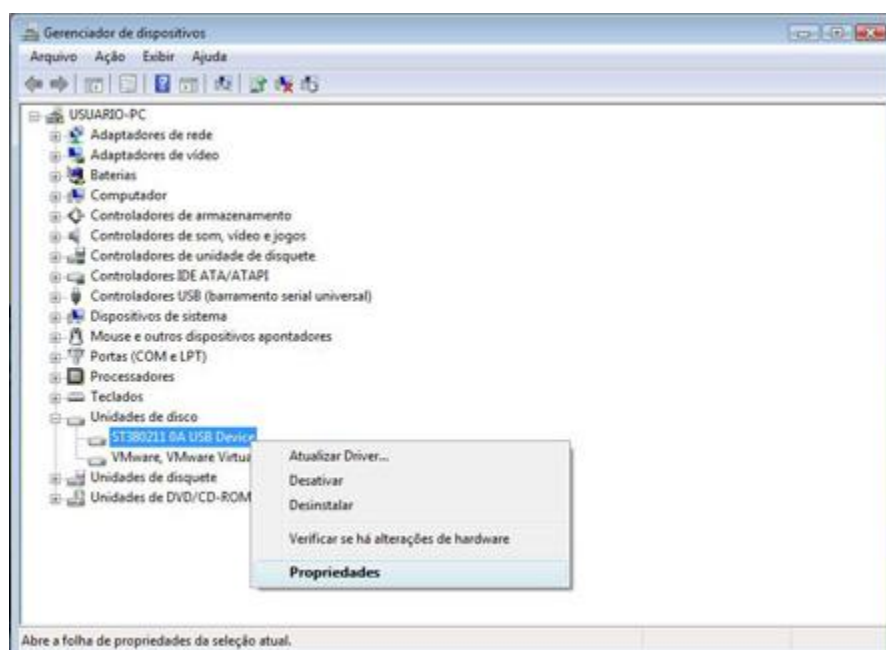 Gerenciador de dispositivos
Arquivo Ação Exibir Ajuda
USUARIO-PC
Adaptadores de rede
Adaptadores de vídeo
Baterias
Computador
Controladores de armazenamento
Controladores de som, vídeo e jogos
Controladores de unidade de disquete
Controladores IDE ATA/ATAPI
Controladores USB (barramento serial universal)
Dispositivos de sistema
Mouse e outros dispositivos apontadores
Portas (COM e LPT)
Processadores
Teclados
Unidades de disco
ST380211 0A USB Device
VMware, VMware Virtua
Unidades de disquete
Unidades de DVD/CD-ROM
Atualizar Driver...
Desativar
Desinstalar
Verificar se há alterações de hardware
Propriedades
Abre a folha de propriedades da seleção atual.